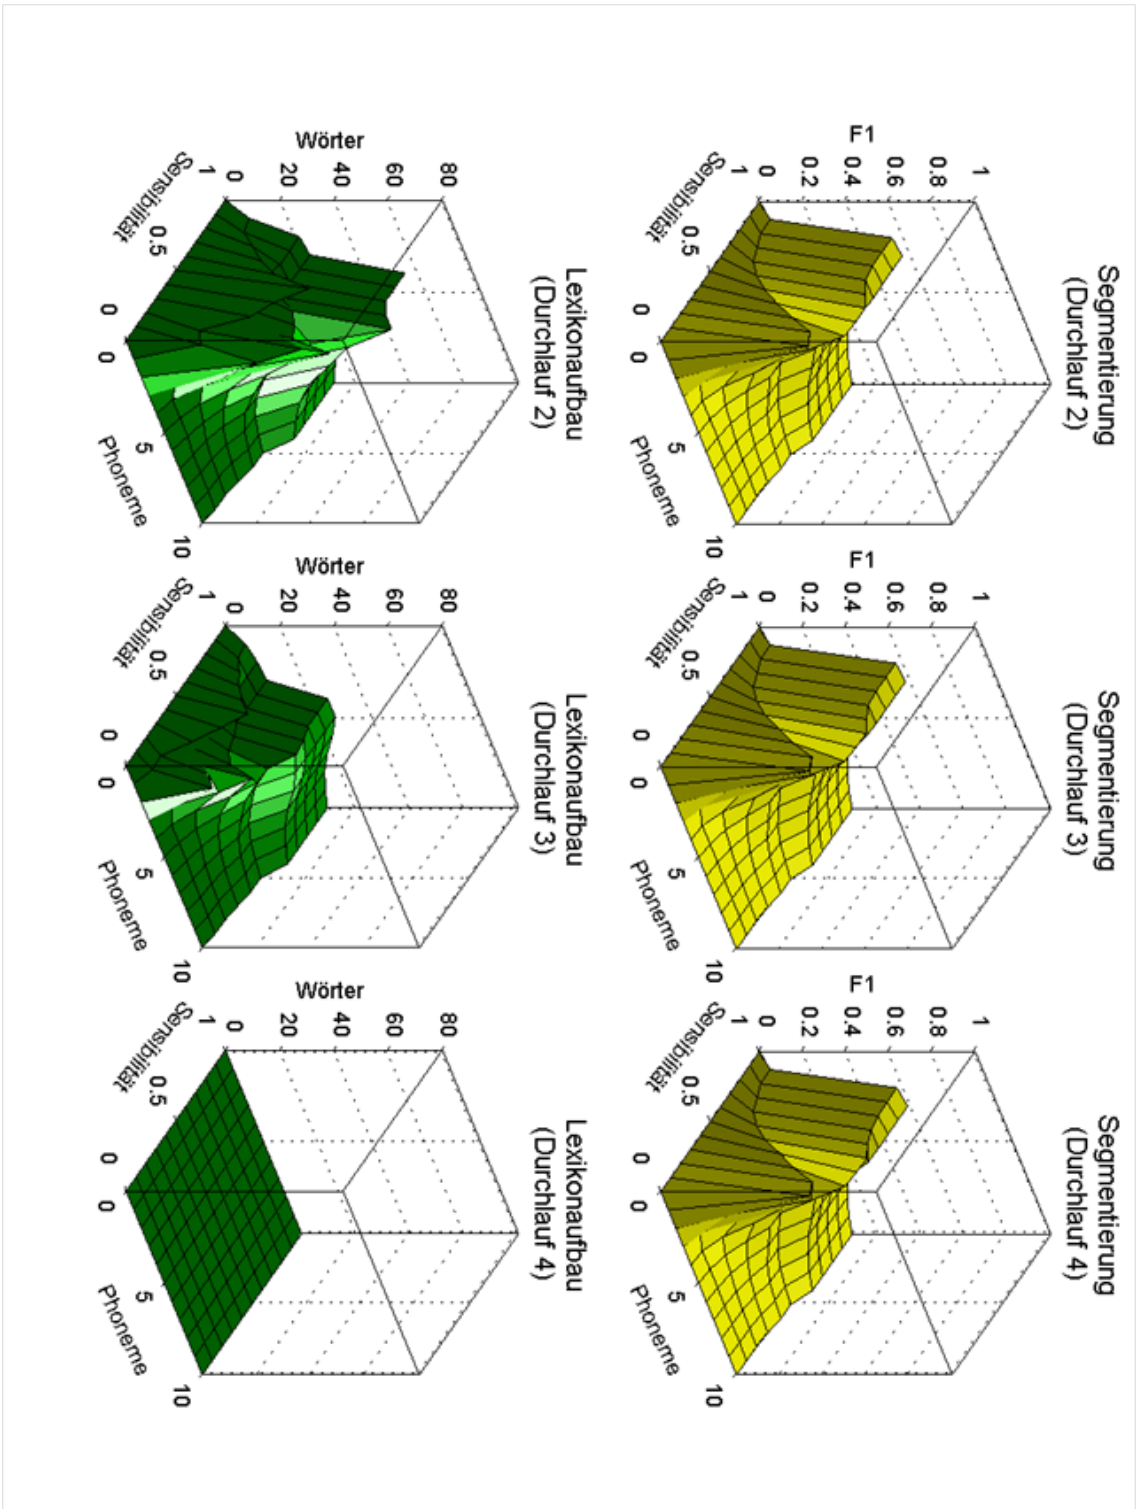 Segmentierung
(Durchlauf 2)
F1
1
0.8
0.6
0.4
0.2
0
1
0.5
0
Sensibilität
0
5
10
Phoneme
Segmentierung
(Durchlauf 3)
F1
1
0.8
0.6
0.4
0.2
0
1
0.5
0
Sensibilität
0
5
10
Phoneme
Segmentierung
(Durchlauf 4)
F1
1
0.8
0.6
0.4
0.2
0
1
0.5
0
Sensibilität
0
5
10
Phoneme
Lexikonaufbau
(Durchlauf 2)
Wörter
80
60
40
20
0
1
0.5
0
Sensibilität
0
5
10
Phoneme
Lexikonaufbau
(Durchlauf 3)
Wörter
80
60
40
20
0
1
0.5
0
Sensibilität
0
5
10
Phoneme
Lexikonaufbau
(Durchlauf 4)
Wörter
80
60
40
20
0
1
0.5
0
Sensibilität
0
5
10
Phoneme